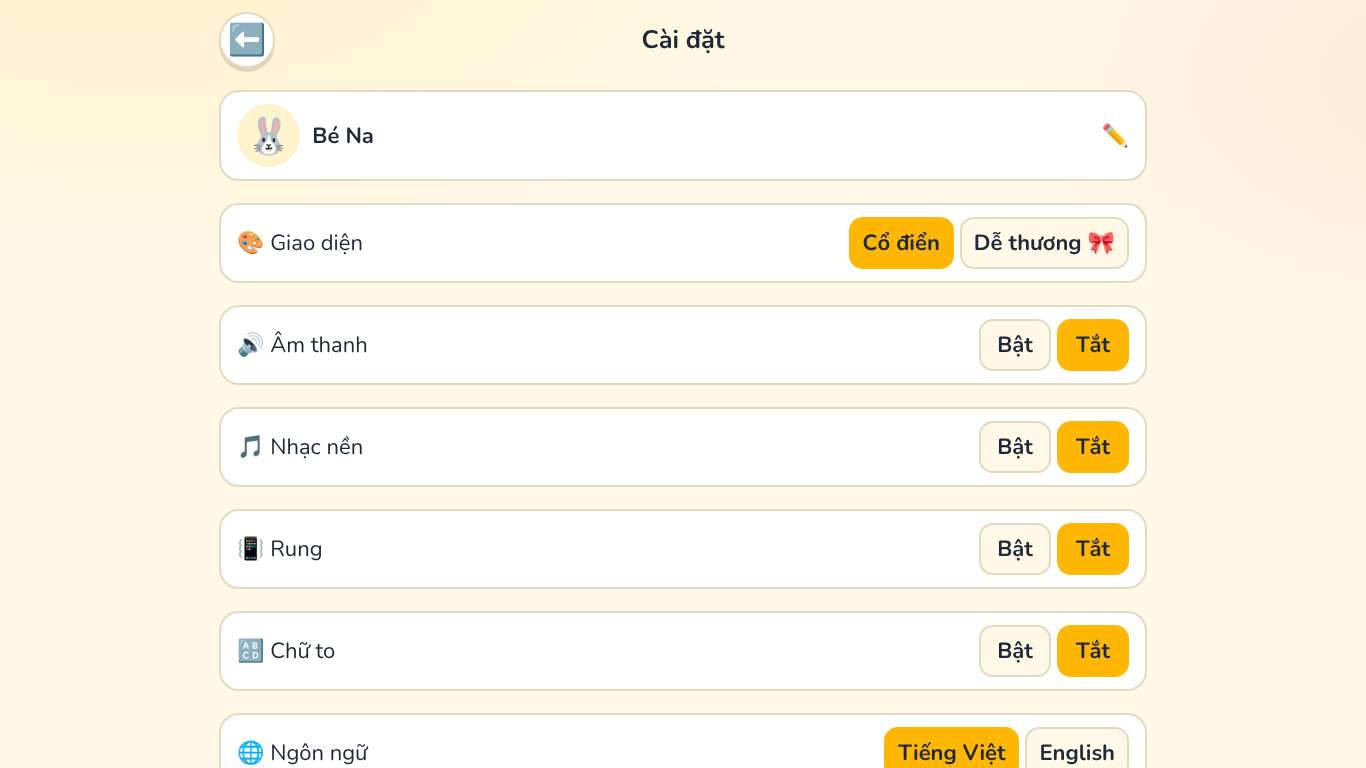 Cài đặt
Bé Na
Giao diện Cổ điển Dễ thương
Âm thanh Bật Tắt
Nhạc nền Bật Tắt
Rung Bật Tắt
Chữ to Bật Tắt
Ngôn ngữ Tiếng Việt English